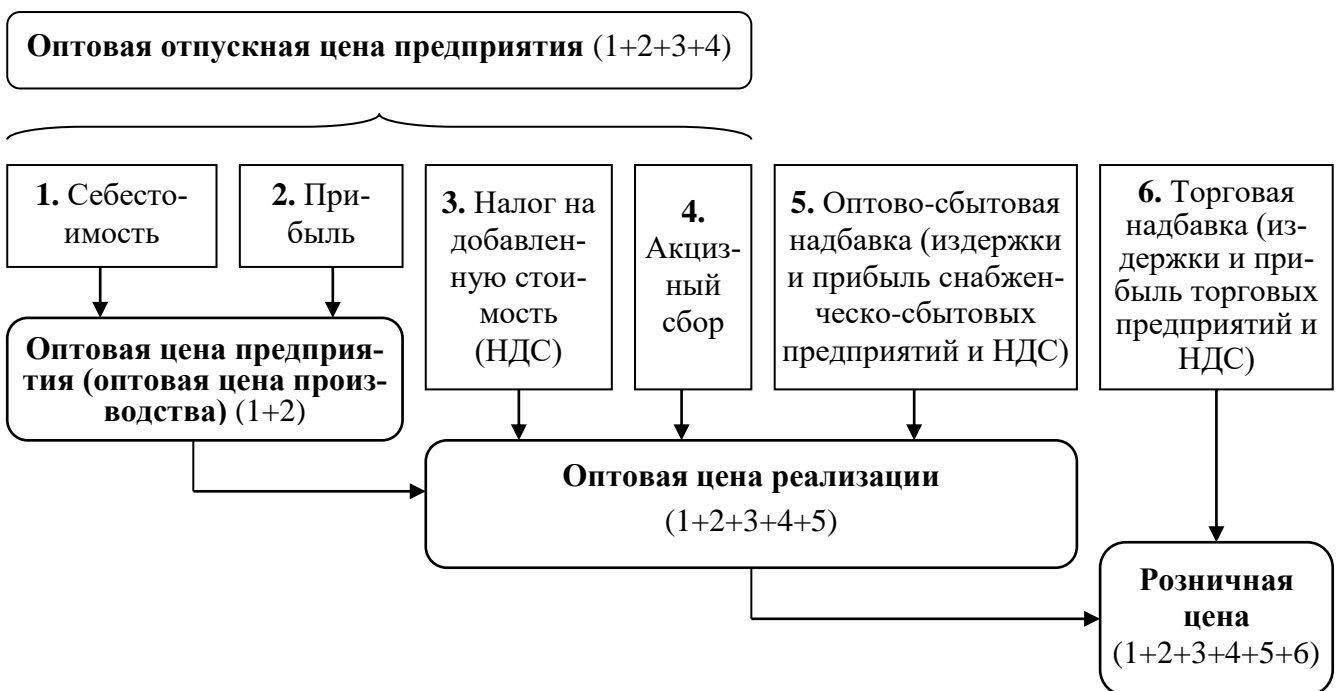 Оптовая отпускная цена предприятия (1+2+3+4)
1. Себесто-
имость
2. При-
быль
3. Налог на
добавлен-
ную стои-
мость
(НДС)
4.
Акциз-
ный
сбор
5. Оптово-сбытовая
надбавка (издержки
и прибыль снабжен-
ческо-сбытовых
предприятий и НДС)
6. Торговая
надбавка (из-
держки и при-
быль торговых
предприятий и
НДС)
Оптовая цена предприя-
тия (оптовая цена произ-
водства) (1+2)
Оптовая цена реализации
(1+2+3+4+5)
Розничная
цена
(1+2+3+4+5+6)